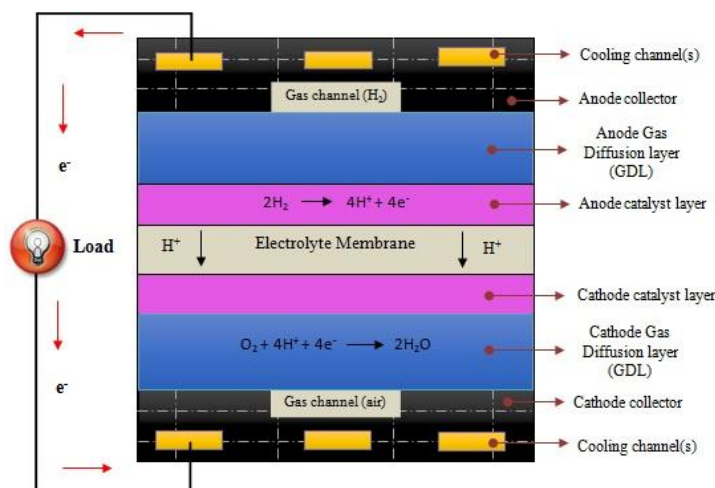 Cooling channel(s)
Gas channel (H₂)
Anode collector
Anode Gas
Diffusion layer
(GDL)
e⁻
2H₂ → 4H⁺ + 4e⁻
Anode catalyst layer
Load
H⁺
Electrolyte Membrane
H⁺
Cathode catalyst layer
O₂ + 4H⁺ + 4e⁻ → 2H₂O
Cathode Gas
Diffusion layer
(GDL)
e⁻
Gas channel (air)
Cathode collector
Cooling channel(s)